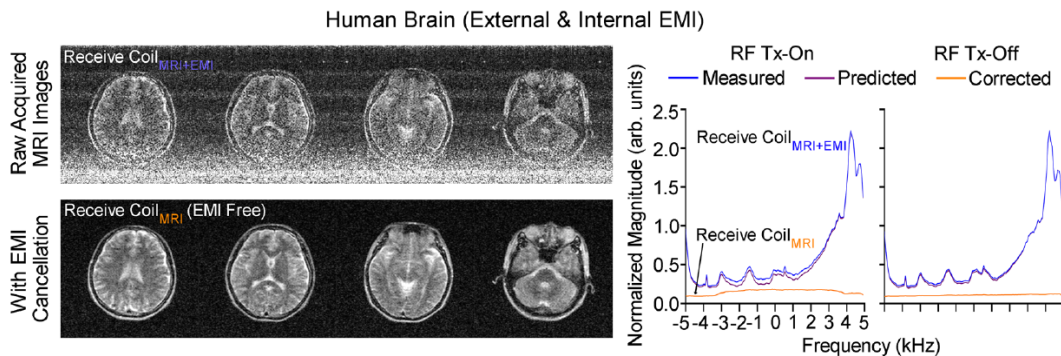 Human Brain (External & Internal EMI)
Raw Acquired
MRI Images
Receive Coil MRI+EMI
With EMI
Cancellation
Receive Coil MRI (EMI Free)
RF Tx-On
RF Tx-Off
Measured
Predicted
Corrected
Normalized Magnitude (arb. units)
2.5
2.0
1.5
1.0
0.5
0.0
Receive Coil MRI+EMI
Receive Coil MRI
-5 -4 -3 -2 -1 0 1 2 3 4 5
Frequency (kHz)